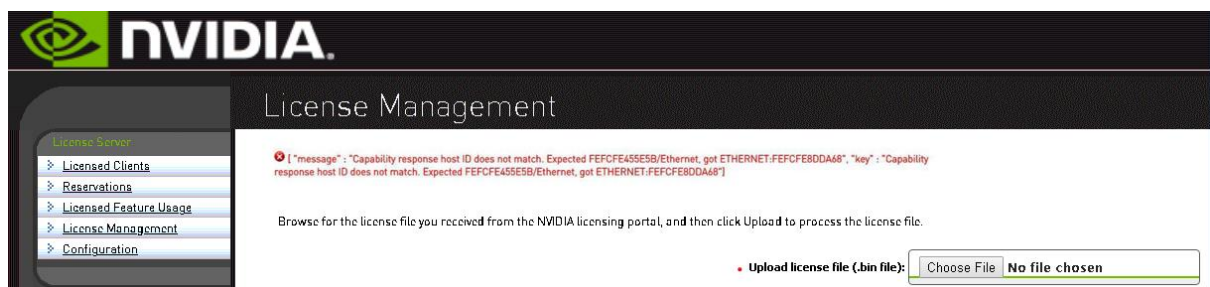 NVIDIA.
License Management
License Server
Licensed Clients
Reservations
Licensed Feature Usage
License Management
Configuration
[ "message" : "Capability response host ID does not match. Expected FEFCFE455E5B/Ethernet, got ETHERNET:FEFCFE8DDA68", "key" : "Capability
response host ID does not match. Expected FEFCFE455E5B/Ethernet, got ETHERNET:FEFCFE8DDA68"]
Browse for the license file you received from the NVIDIA licensing portal, and then click Upload to process the license file.
Upload license file (.bin file): Choose File No file chosen